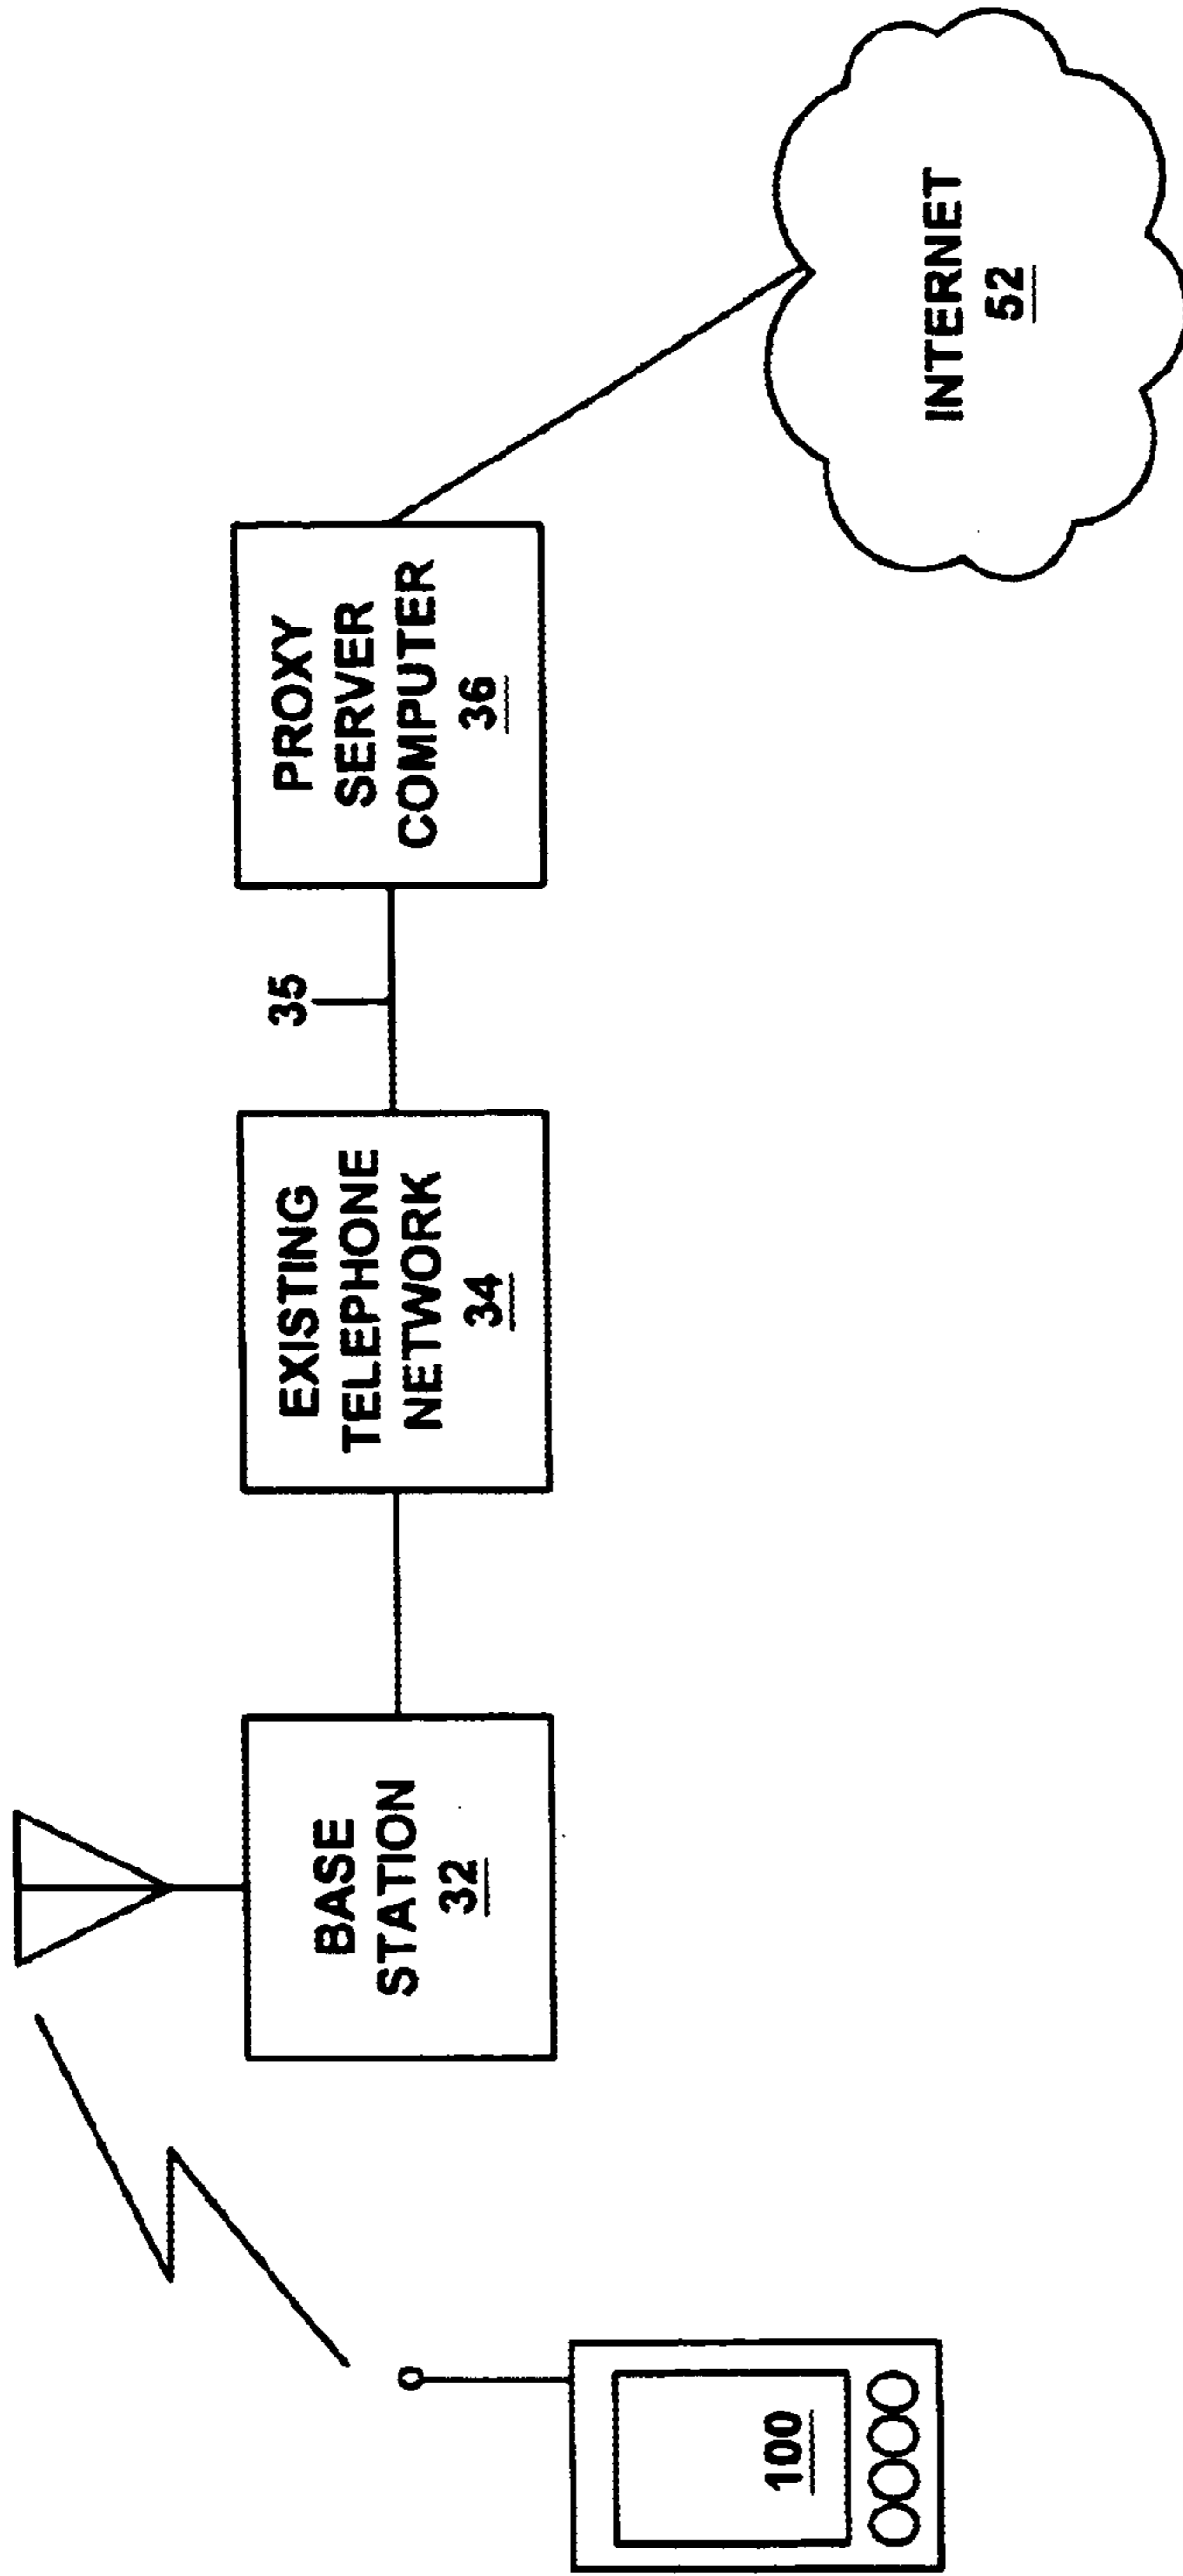 100
BASE
STATION
32
EXISTING
TELEPHONE
NETWORK
34
35
PROXY
SERVER
COMPUTER
36
INTERNET
52